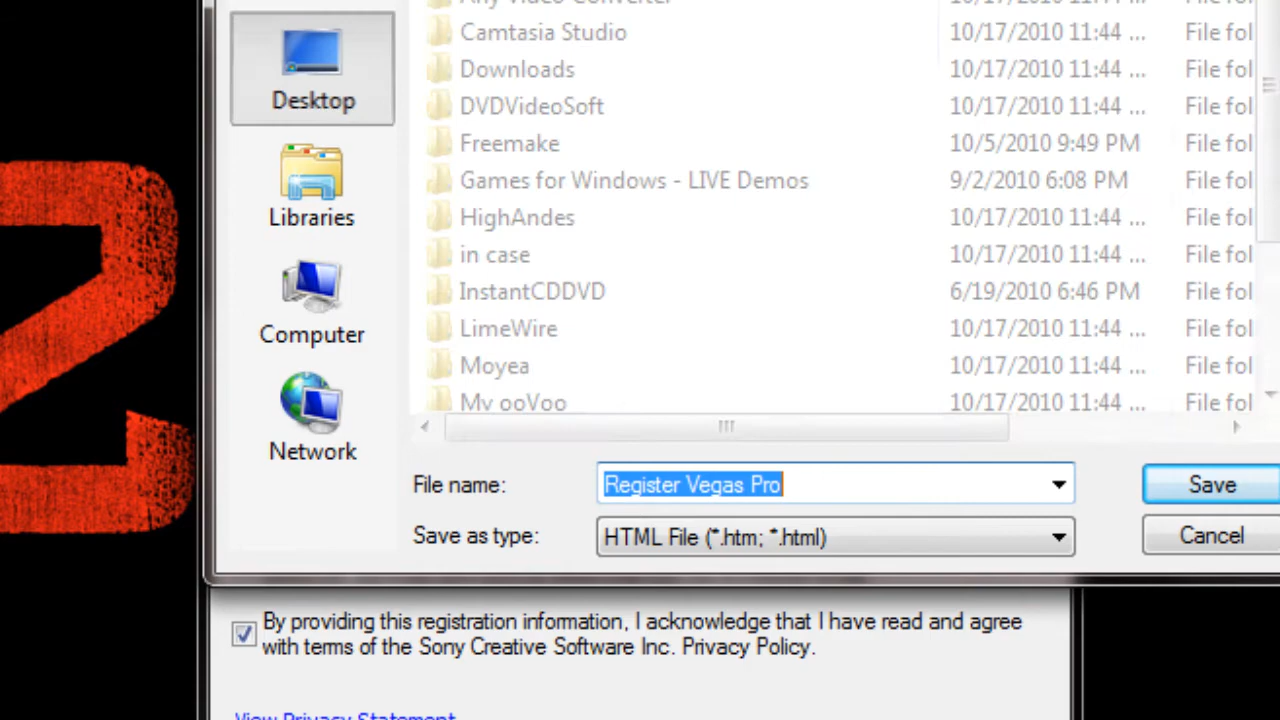 Any Video Converter
Desktop
Camtasia Studio 10/17/2010 11:44 ... File fol
Downloads 10/17/2010 11:44 ... File fol
DVDVideoSoft 10/17/2010 11:44 ... File fol
Freemake 10/5/2010 9:49 PM File fol
Games for Windows - LIVE Demos 9/2/2010 6:08 PM File fol
Libraries
HighAndes 10/17/2010 11:44 ... File fol
in case 10/17/2010 11:44 ... File fol
InstantCDDVD 6/19/2010 6:46 PM File fol
Computer
LimeWire 10/17/2010 11:44 ... File fol
Moyea 10/17/2010 11:44 ... File fol
My ooVoo 10/17/2010 11:44 ... File fol
Network
File name: Register Vegas Pro Save
Save as type: HTML File (*.htm; *.html) Cancel
By providing this registration information, I acknowledge that I have read and agree
with terms of the Sony Creative Software Inc. Privacy Policy.
View Privacy Statement
2